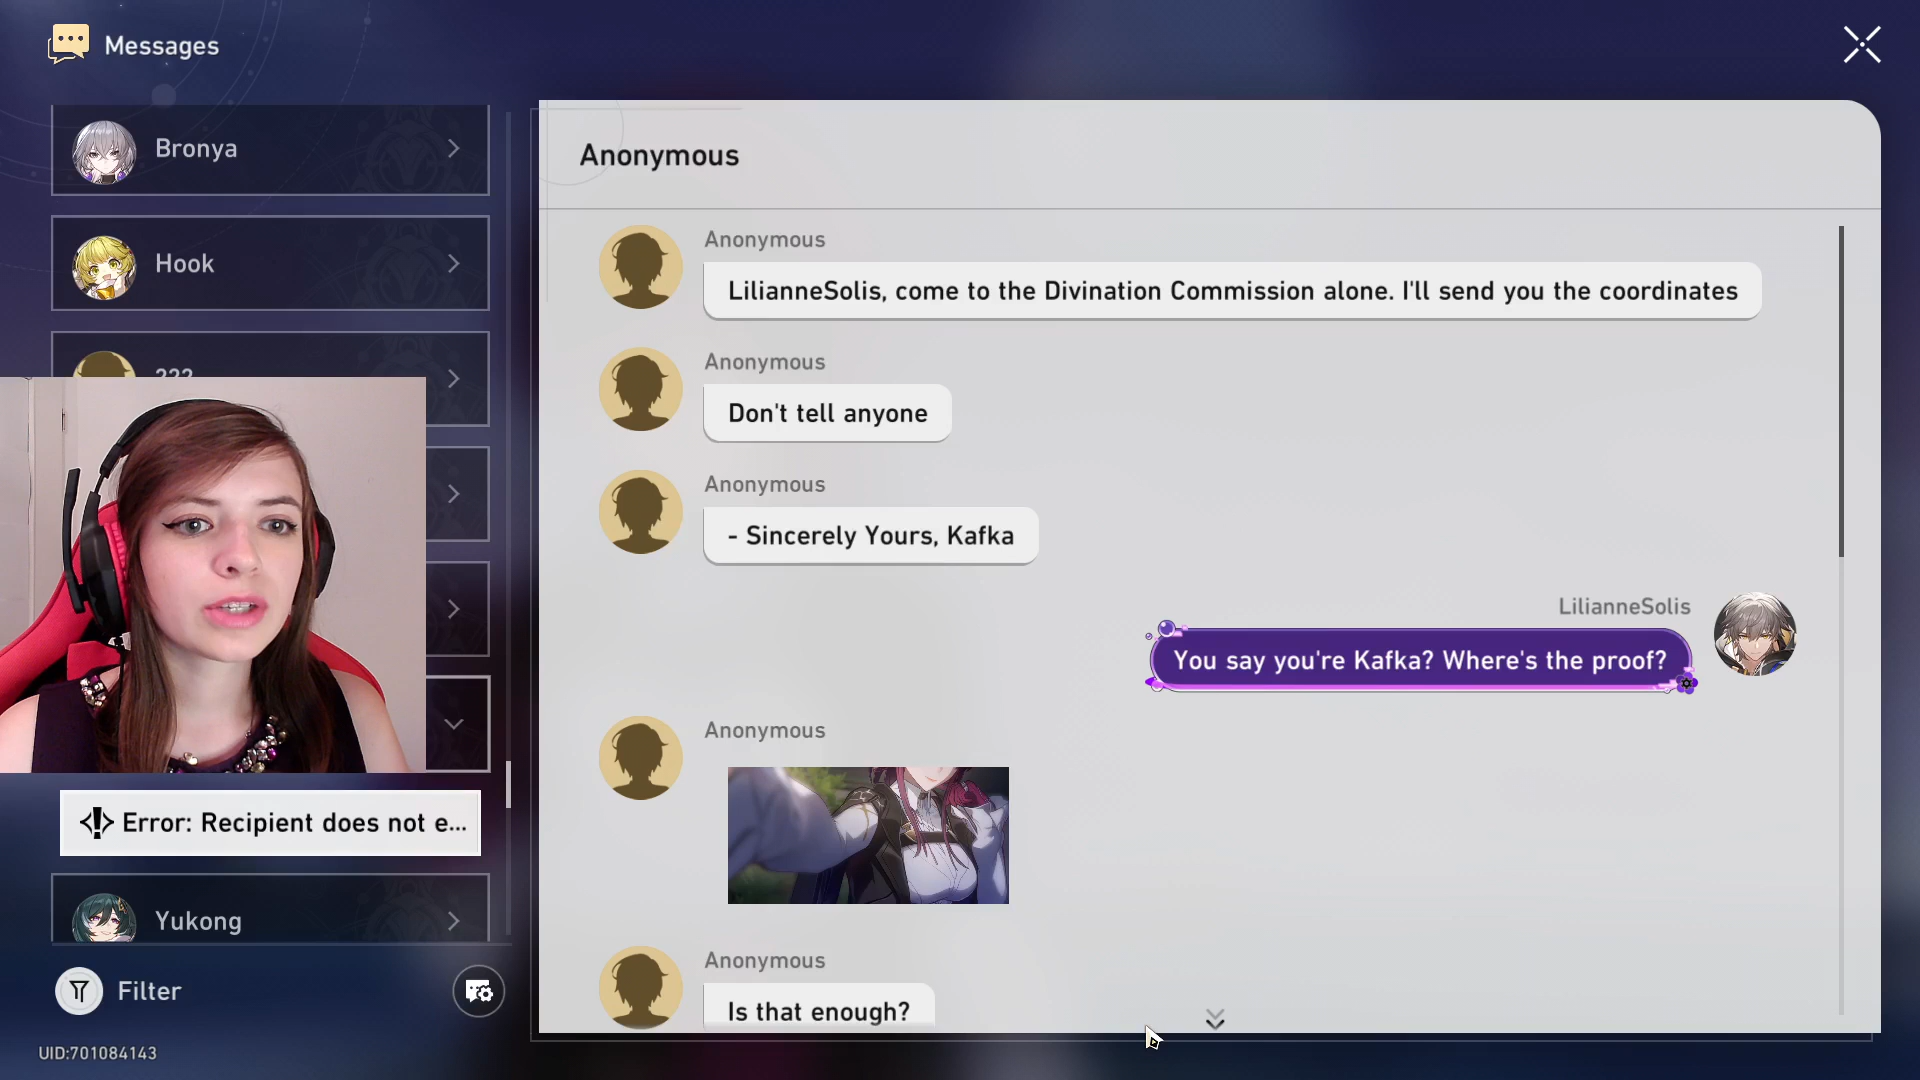 Messages
Bronya
Hook
???
Error: Recipient does not e...
Yukong
Filter
UID:701084143
Anonymous
Anonymous
LilianneSolis, come to the Divination Commission alone. I'll send you the coordinates
Anonymous
Don't tell anyone
Anonymous
- Sincerely Yours, Kafka
LilianneSolis
You say you're Kafka? Where's the proof?
Anonymous
Anonymous
Is that enough?